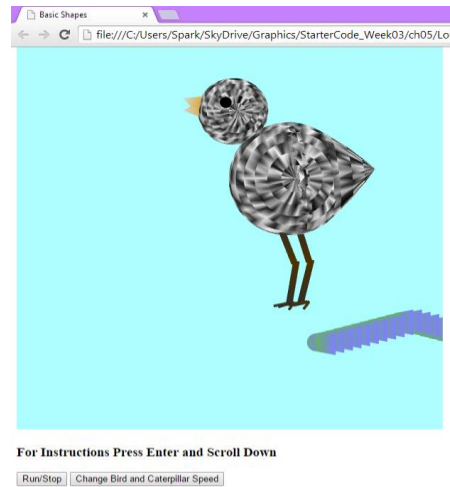 Basic Shapes
file:///C:/Users/Spark/SkyDrive/Graphics/StarterCode_Week03/ch05/Lo
For Instructions Press Enter and Scroll Down
Run/Stop Change Bird and Caterpillar Speed